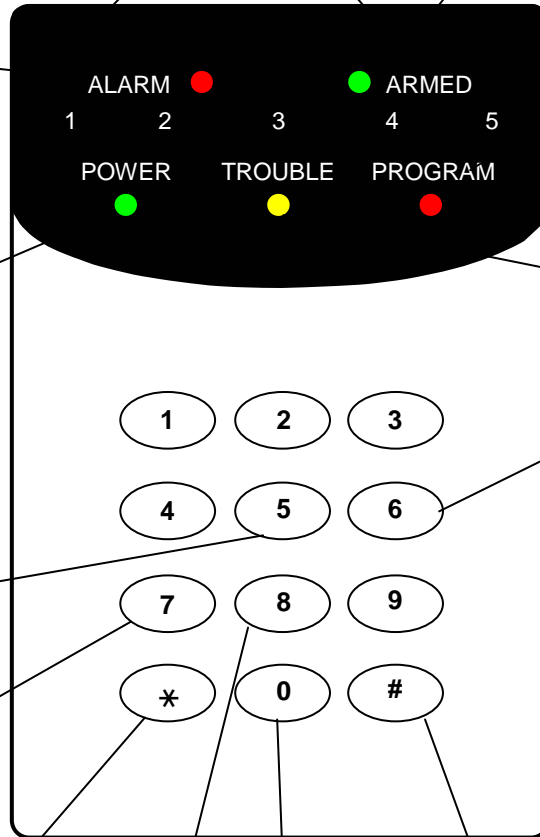 ALARM ARMED
1 2 3 4 5
POWER TROUBLE PROGRAM
1 2 3
4 5 6
7 8 9
* 0 #